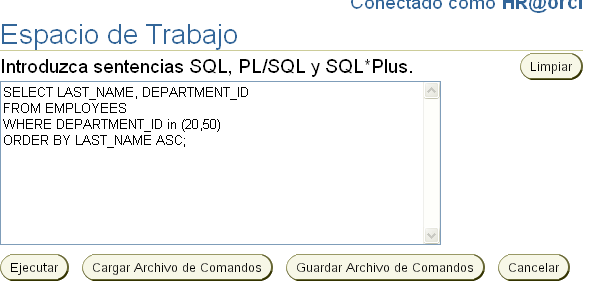 Conectado como HR@orcl
Espacio de Trabajo
Introduzca sentencias SQL, PL/SQL y SQL*Plus.
Limpiar
SELECT LAST_NAME, DEPARTMENT_ID
FROM EMPLOYEES
WHERE DEPARTMENT_ID in (20,50)
ORDER BY LAST_NAME ASC;
Ejecutar
Cargar Archivo de Comandos
Guardar Archivo de Comandos
Cancelar